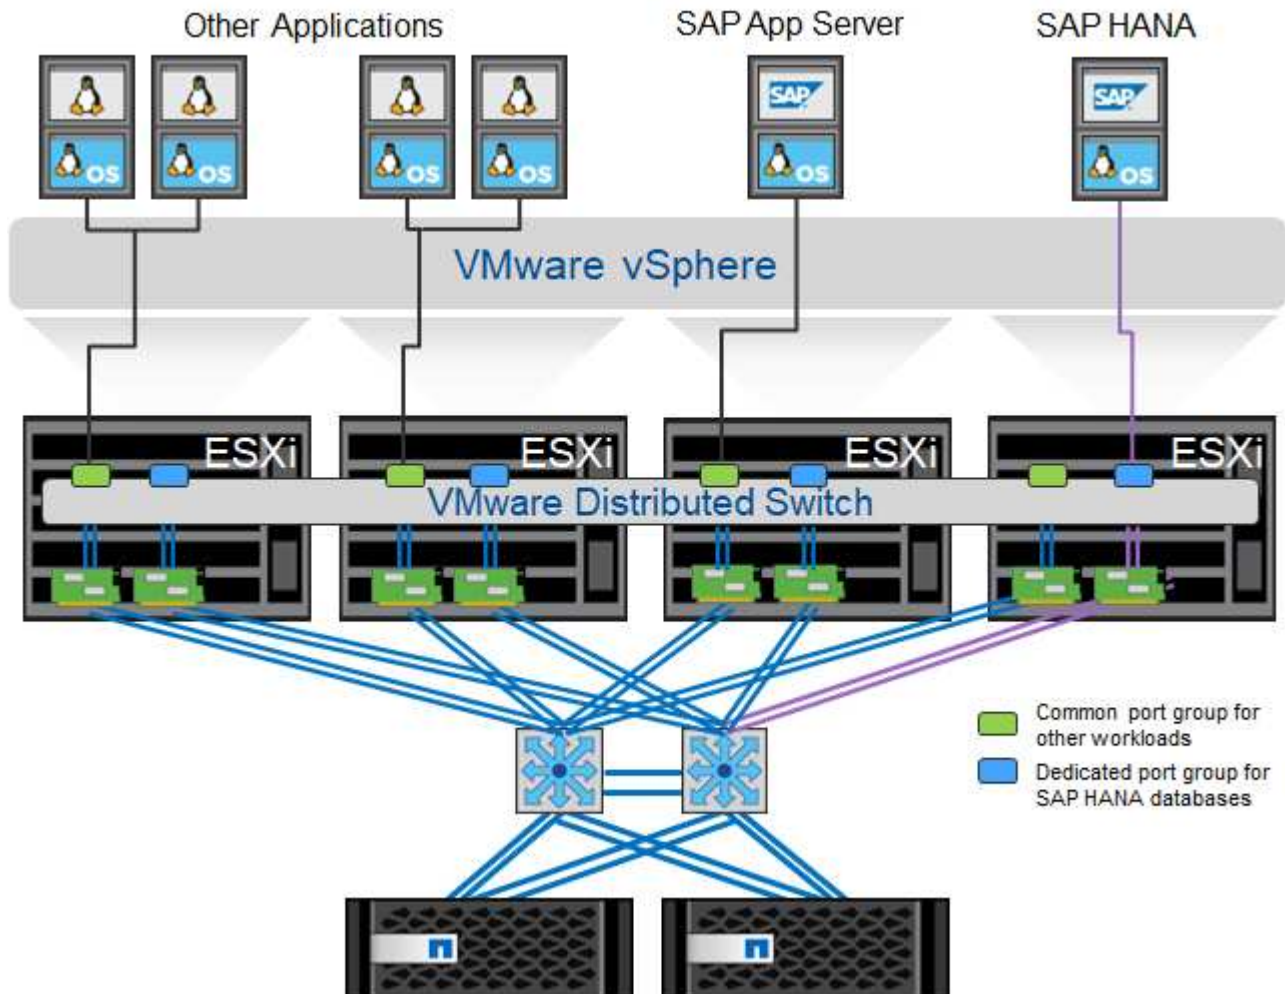 Other Applications
SAP App Server
SAP HANA
SAP
SAP
OS
OS
OS
OS
OS
OS
VMware vSphere
ESXi
ESXi
ESXi
ESXi
VMware Distributed Switch
Common port group for
other workloads
Dedicated port group for
SAP HANA databases